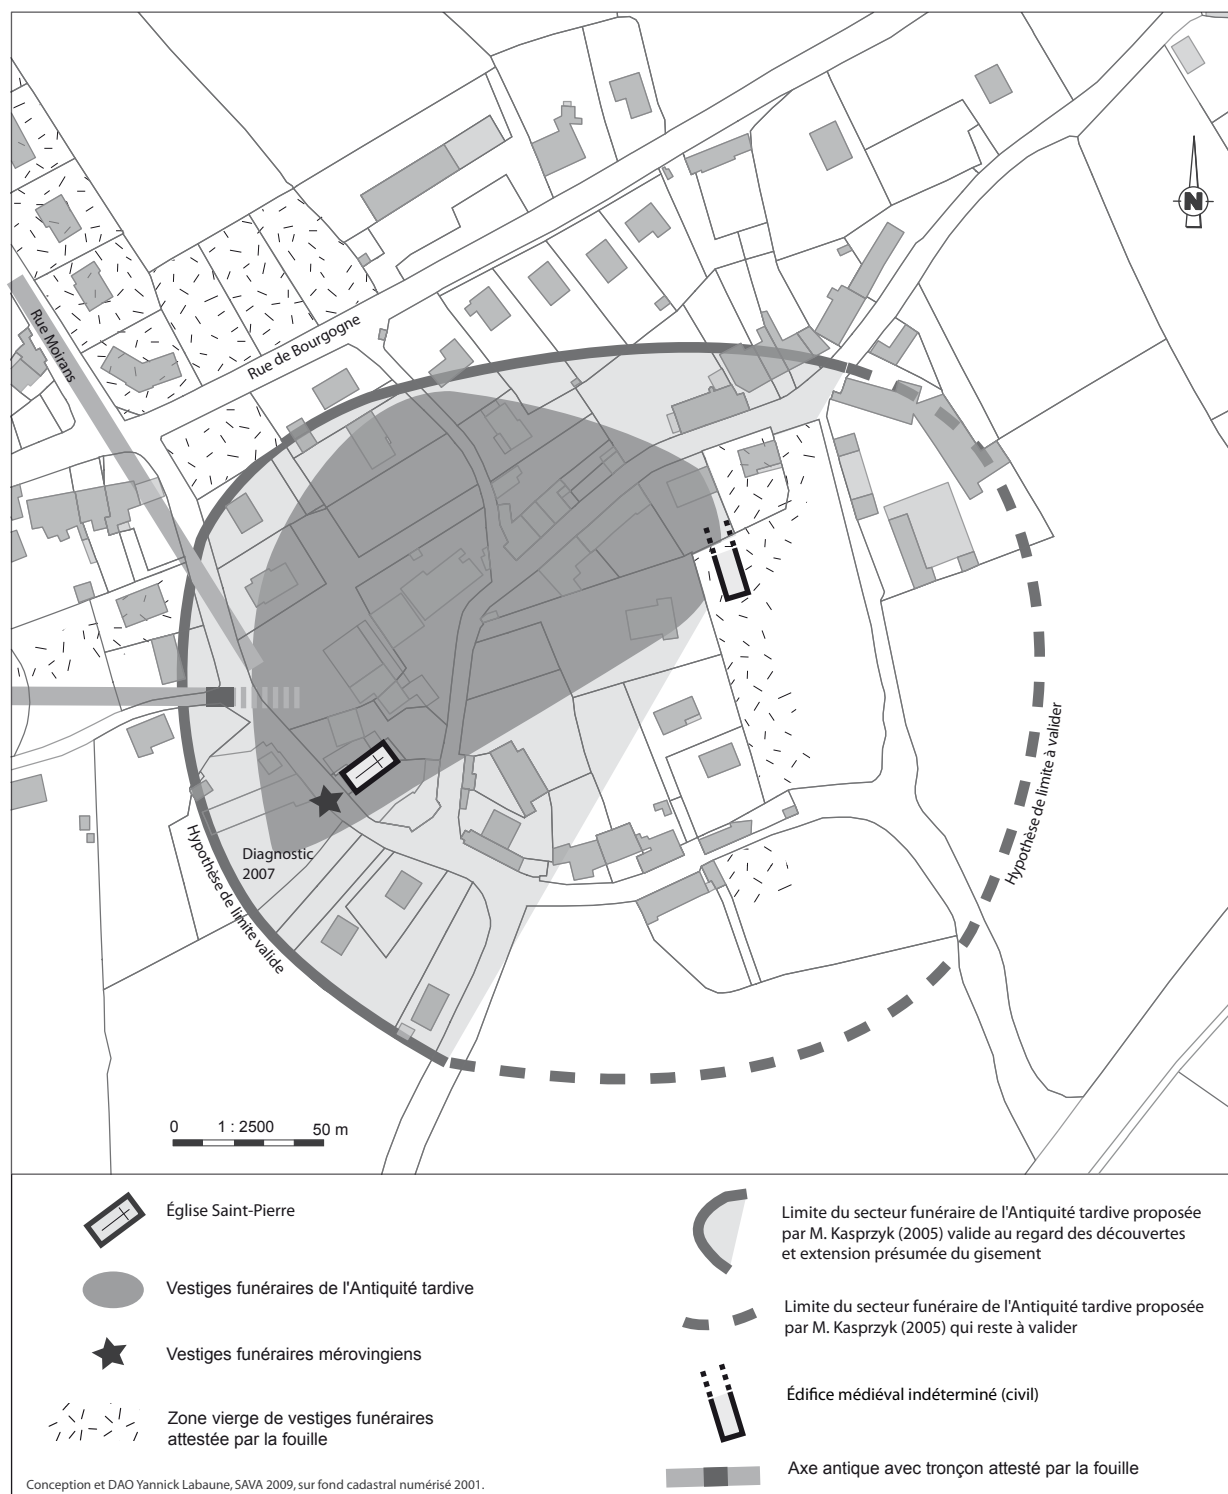 N
Rue Moirans
Rue de Bourgogne
Diagnostic
2007
Hypothèse de limite valide
Hypothèse de limite à valider
0 1 : 2500 50 m
Église Saint-Pierre
Vestiges funéraires de l'Antiquité tardive
Vestiges funéraires mérovingiens
Zone vierge de vestiges funéraires
attestée par la fouille
Limite du secteur funéraire de l'Antiquité tardive proposée
par M. Kasprzyk (2005) valide au regard des découvertes
et extension présumée du gisement
Limite du secteur funéraire de l'Antiquité tardive proposée
par M. Kasprzyk (2005) qui reste à valider
Édifice médiéval indéterminé (civil)
Axe antique avec tronçon attesté par la fouille
Conception et DAO Yannick Labaune, SAVA 2009, sur fond cadastral numérisé 2001.